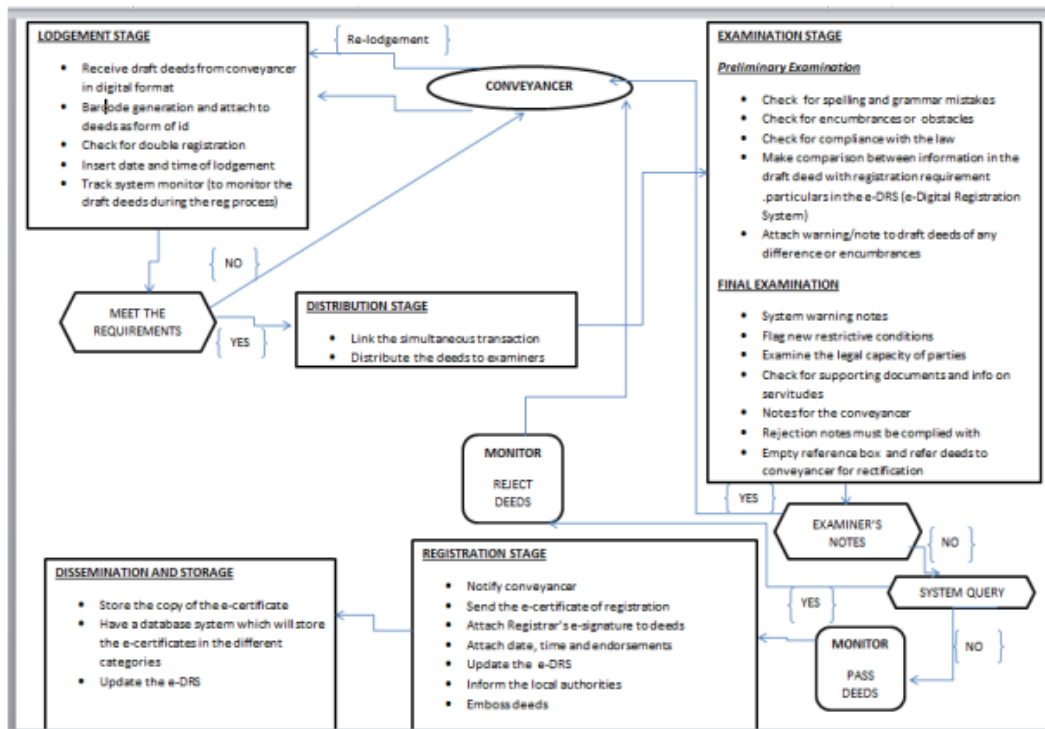 LODGEMENT STAGE
Receive draft deeds from conveyancer
in digital format
Barcode generation and attach to
deeds as form of id
Check for double registration
Insert date and time of lodgement
Track system monitor (to monitor the
draft deeds during the reg process)
Re-lodgement
CONVEYANCER
EXAMINATION STAGE
Preliminary Examination
Check for spelling and grammar mistakes
Check for encumbrances or obstacles
Check for compliance with the law
Make comparison between information in the
draft deed with registration requirement
.particulars in the e-DRS (e-Digital Registration
System)
Attach warning/note to draft deeds of any
difference or encumbrances
FINAL EXAMINATION
System warning notes
Flag new restrictive conditions
Examine the legal capacity of parties
Check for supporting documents and info on
servitudes
Notes for the conveyancer
Rejection notes must be complied with
Empty reference box and refer deeds to
conveyancer for rectification
NO
MEET THE
REQUIREMENTS
YES
DISTRIBUTION STAGE
Link the simultaneous transaction
Distribute the deeds to examiners
MONITOR
REJECT
DEEDS
YES
EXAMINER'S
NOTES
NO
SYSTEM QUERY
YES
NO
MONITOR
PASS
DEEDS
REGISTRATION STAGE
Notify conveyancer
Send the e-certificate of registration
Attach Registrar's e-signature to deeds
Attach date, time and endorsements
Update the e-DRS
Inform the local authorities
Emboss deeds
DISSEMINATION AND STORAGE
Store the copy of the e-certificate
Have a database system which will store
the e-certificates in the different
categories
Update the e-DRS